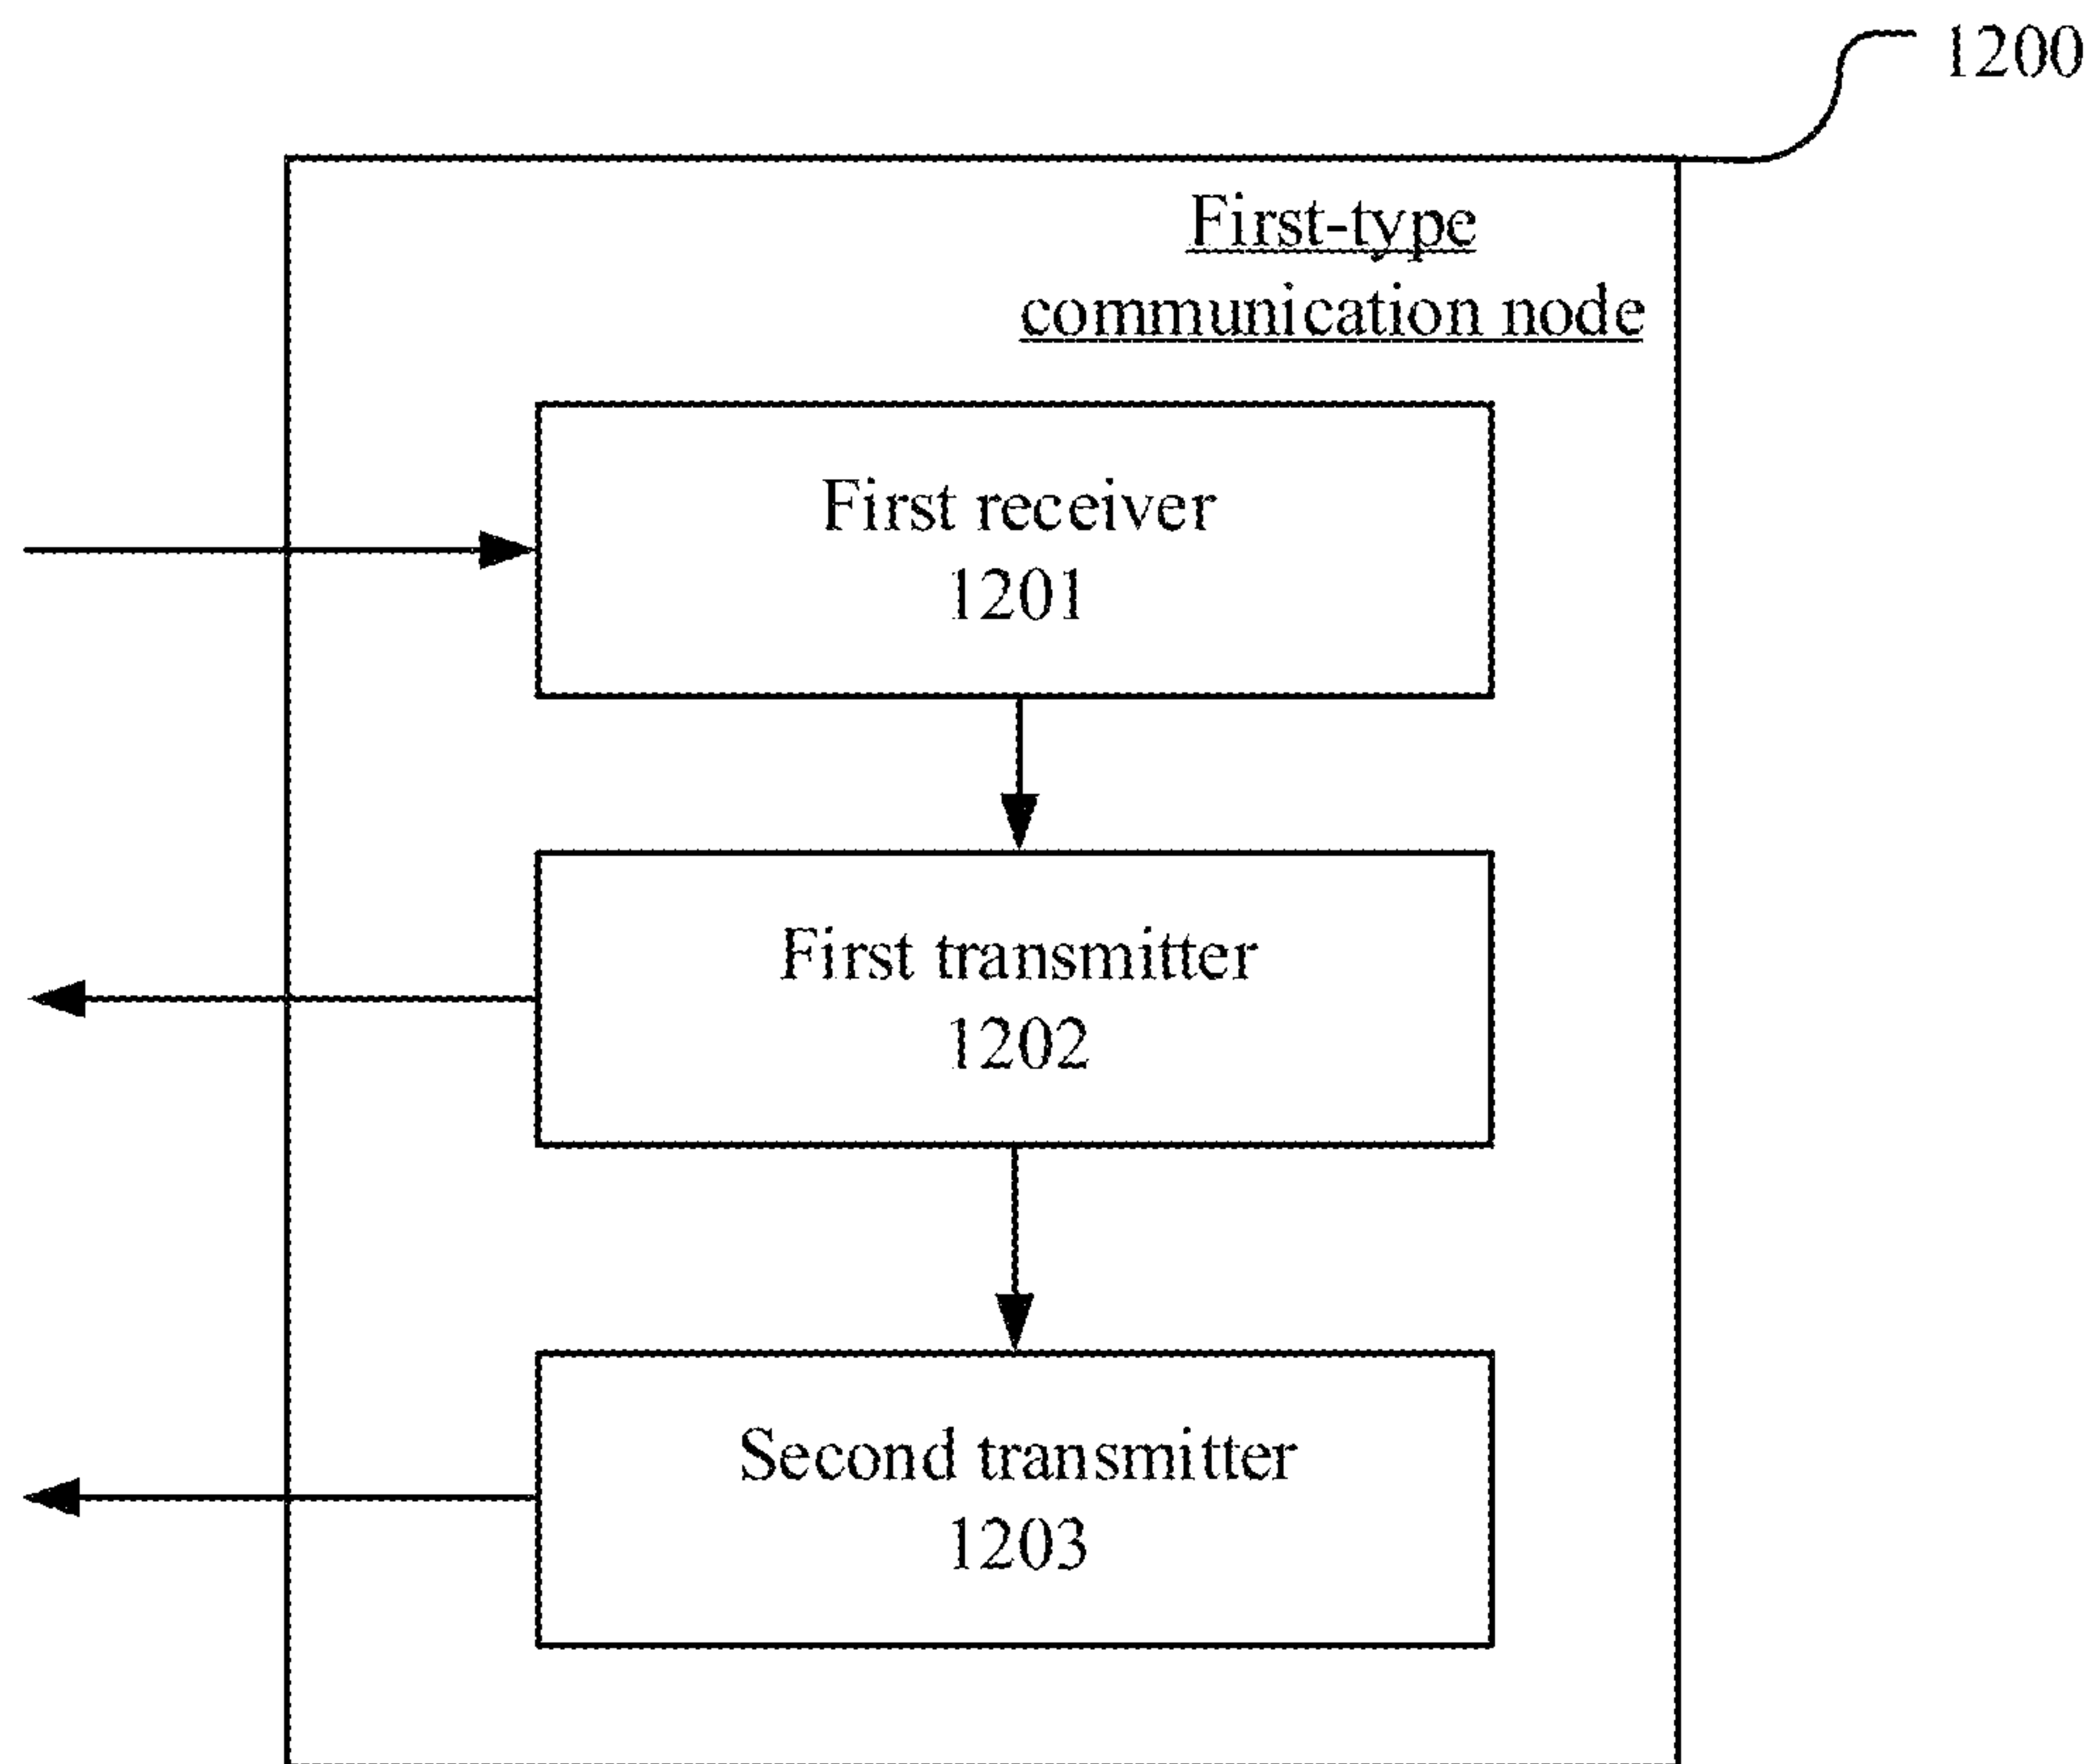 1200
First-type
communication node
First receiver
1201
First transmitter
1202
Second transmitter
1203